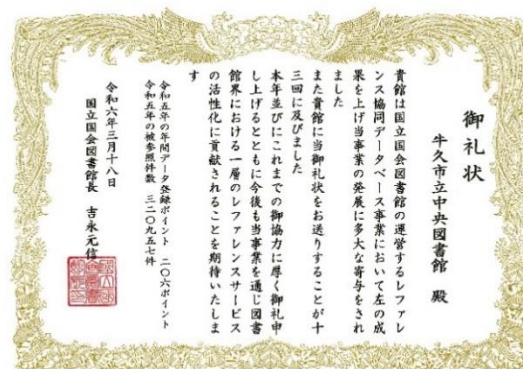 御礼状
牛久市立中央図書館 殿
貴館は国立国会図書館の運営するレファレ
ンス協同データベース事業において左の成
果を上げ当事業の発展に多大な寄与をされ
ました
また貴館に当御礼状をお送りすることが十
三回に及びました
本年並びにこれまでの御協力に厚く御礼申
し上げるとともに今後も当事業を通じ図書
館界における一層のレファレンスサービス
の活性化に貢献されることを期待いたしま
す
令和五年の年間データ登録ポイント 二〇六ポイント
令和五年の被参照件数 三二〇九五七件
令和六年三月十八日
国立国会図書館長 吉永元信